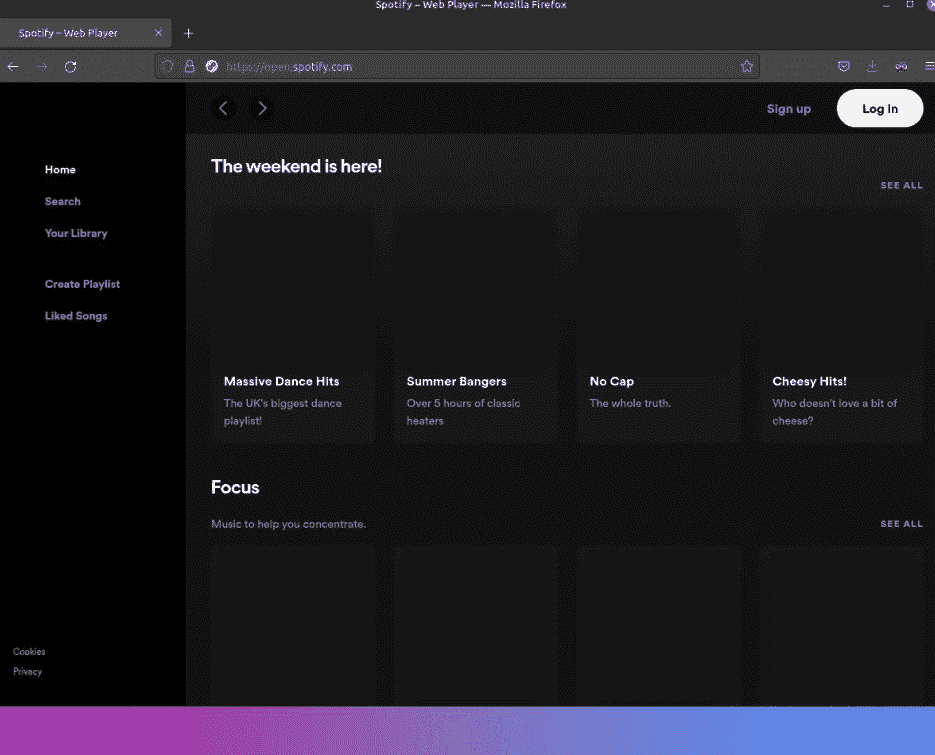 Spotify – Web Player — Mozilla Firefox
Spotify – Web Player
https://open.spotify.com
Sign up
Log in
Home
Search
Your Library
Create Playlist
Liked Songs
Cookies
Privacy
The weekend is here!
SEE ALL
Massive Dance Hits
The UK's biggest dance
playlist!
Summer Bangers
Over 5 hours of classic
heaters
No Cap
The whole truth.
Cheesy Hits!
Who doesn't love a bit of
cheese?
Focus
Music to help you concentrate.
SEE ALL